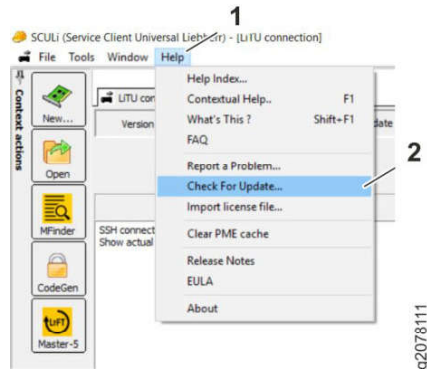 1
SCULi (Service Client Universal Liebherr) - [LiTU connection]
File Tools Window Help
Context actions
New...
Open
MFinder
CodeGen
LiFT
Master-5
LiTU con
Version
date
SSH connect
Show actual
Help Index...
Contextual Help.. F1
What's This ? Shift+F1
FAQ
Report a Problem...
Check For Update...
Import license file...
Clear PME cache
Release Notes
EULA
About
2
q2078111